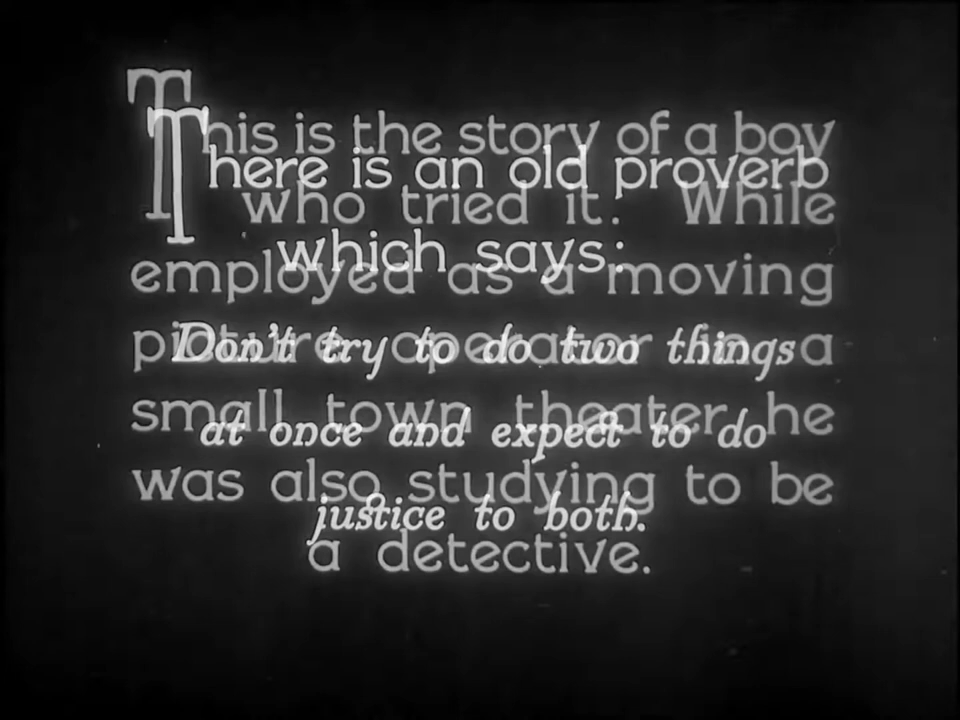 There is an old proverb
which says:
Don't try to do two things
at once and expect to do
justice to both.
This is the story of a boy
who tried it. While
employed as a moving
picture operator in a
small town theater he
was also studying to be
a detective.